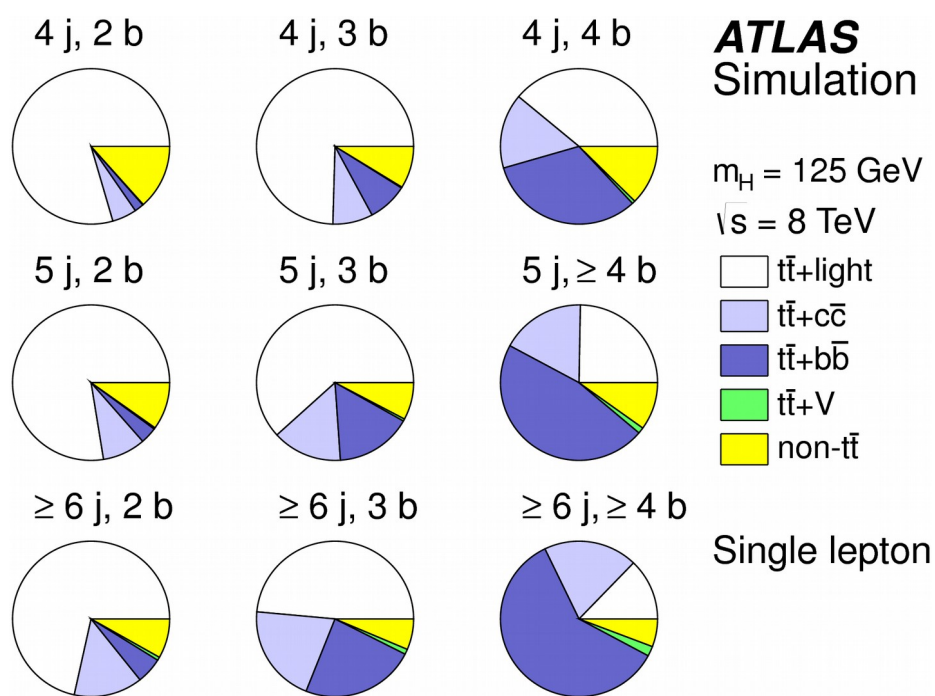 4 j, 2 b
4 j, 3 b
4 j, 4 b
ATLAS
Simulation
m_H = 125 GeV
√s = 8 TeV
5 j, 2 b
5 j, 3 b
5 j, ≥ 4 b
tt̄+light
tt̄+cc̄
tt̄+bb̄
tt̄+V
non-tt̄
≥ 6 j, 2 b
≥ 6 j, 3 b
≥ 6 j, ≥ 4 b
Single lepton